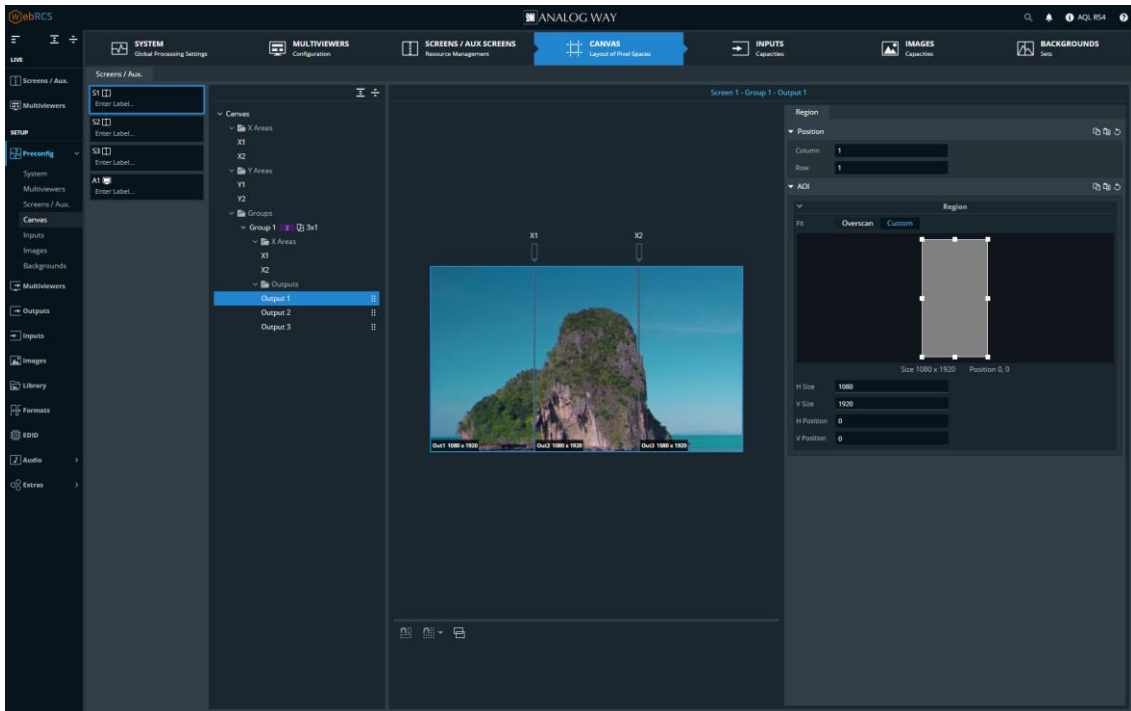 WebRCS
ANALOG WAY
AQL RS4
LIVE
Screens / Aux.
Multiviewers
SETUP
Preconfig
System
Multiviewers
Screens / Aux.
Canvas
Inputs
Images
Backgrounds
Multiviewers
Outputs
Inputs
Images
Library
Formats
EDID
Audio
Extras
SYSTEM
Global Processing Settings
MULTIVIEWERS
Configuration
SCREENS / AUX SCREENS
Resource Management
CANVAS
Layout of Pixel Spaces
INPUTS
Capacities
IMAGES
Capacities
BACKGROUNDS
Sets
Screens / Aux.
S1
Enter Label...
S2
Enter Label...
S3
Enter Label...
A1
Enter Label...
Canvas
X Areas
X1
X2
Y Areas
Y1
Y2
Groups
Group 1 2 3x1
X Areas
X1
X2
Outputs
Output 1
Output 2
Output 3
Screen 1 - Group 1 - Output 1
X1 X2
Out1 1080 x 1920 Out2 1080 x 1920 Out3 1080 x 1920
Region
Position
Column 1
Row 1
AOI
Region
Fit Overscan Custom
Size 1080 x 1920 Position 0, 0
H Size 1080
V Size 1920
H Position 0
V Position 0